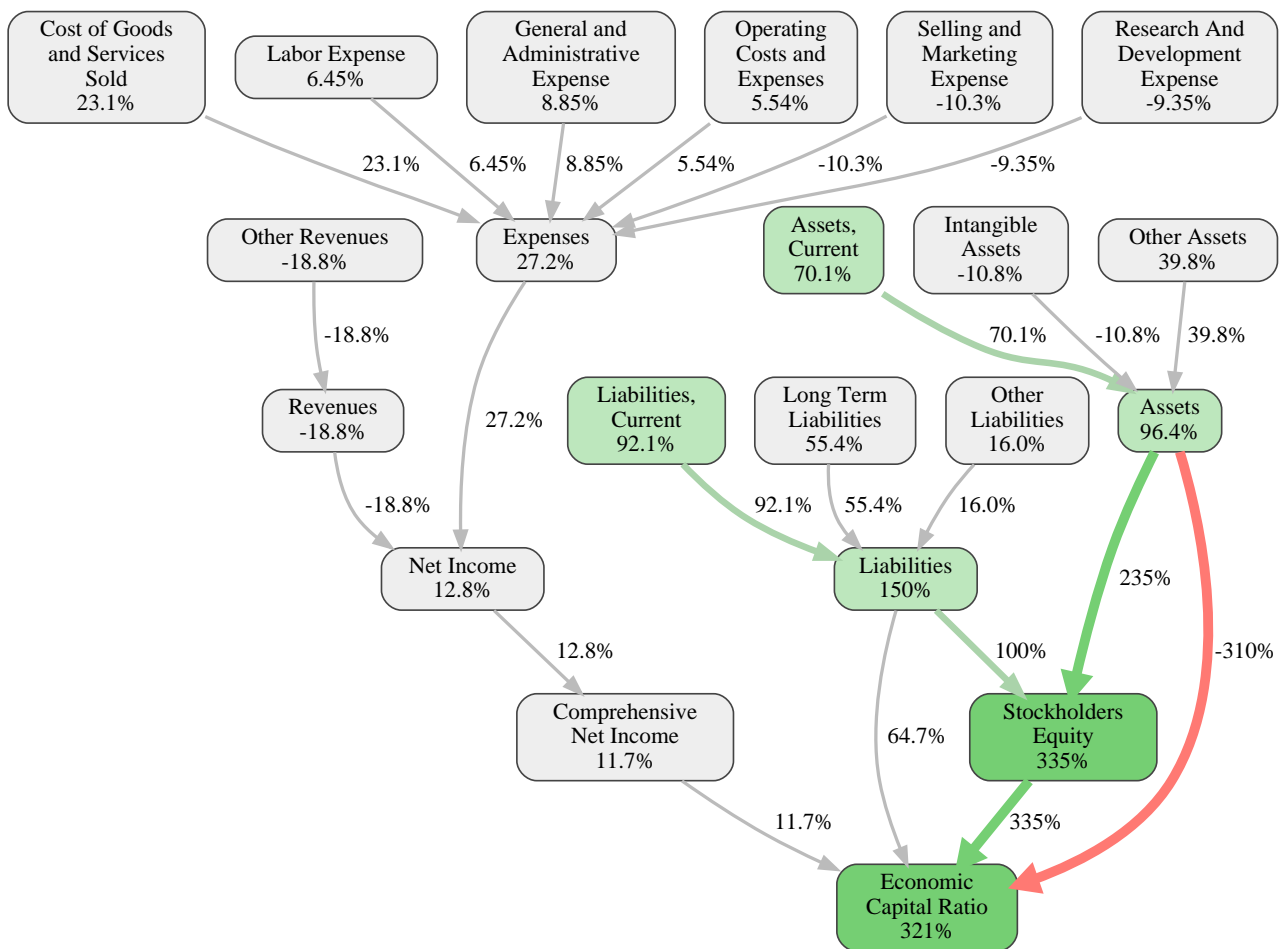 Cost of Goods
and Services
Sold
23.1%
Labor Expense
6.45%
General and
Administrative
Expense
8.85%
Operating
Costs and
Expenses
5.54%
Selling and
Marketing
Expense
-10.3%
Research And
Development
Expense
-9.35%
23.1%
6.45%
8.85%
5.54%
-10.3%
-9.35%
Other Revenues
-18.8%
Expenses
27.2%
Assets,
Current
70.1%
Intangible
Assets
-10.8%
Other Assets
39.8%
-18.8%
70.1%
-10.8%
39.8%
Revenues
-18.8%
27.2%
Liabilities,
Current
92.1%
Long Term
Liabilities
55.4%
Other
Liabilities
16.0%
Assets
96.4%
-18.8%
92.1%
55.4%
16.0%
Net Income
12.8%
Liabilities
150%
235%
12.8%
100%
-310%
Comprehensive
Net Income
11.7%
64.7%
Stockholders
Equity
335%
11.7%
335%
Economic
Capital Ratio
321%